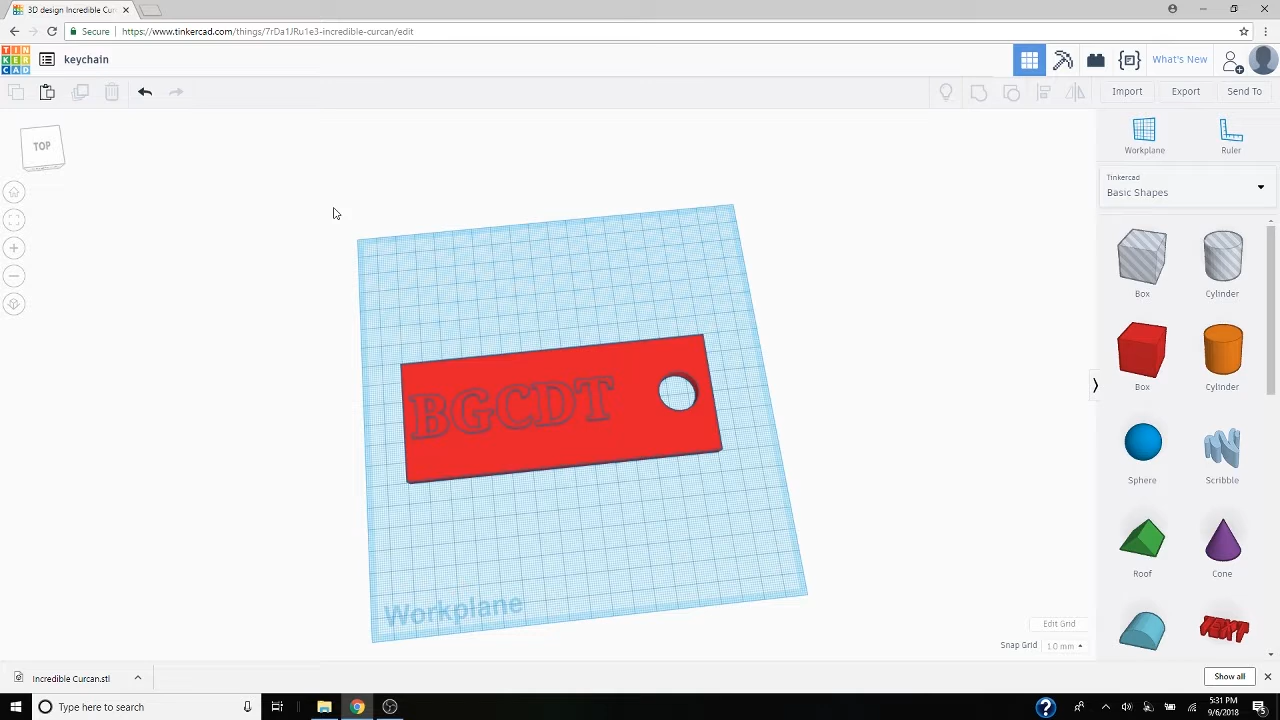 3D design Incredible Cur
Secure
https://www.tinkercad.com/things/7rDa1JRu1e3-incredible-curcan/edit
TIN
KER
CAD
keychain
What's New
Import
Export
Send To
TOP
Workplane
Ruler
Tinkercad
Basic Shapes
Box
Cylinder
Box
Cylinder
BGCDT
Sphere
Scribble
Roof
Cone
TEXT
Workplane
Edit Grid
Snap Grid
1.0 mm
Incredible Curcan.stl
Show all
Type here to search
5:31 PM
9/6/2018